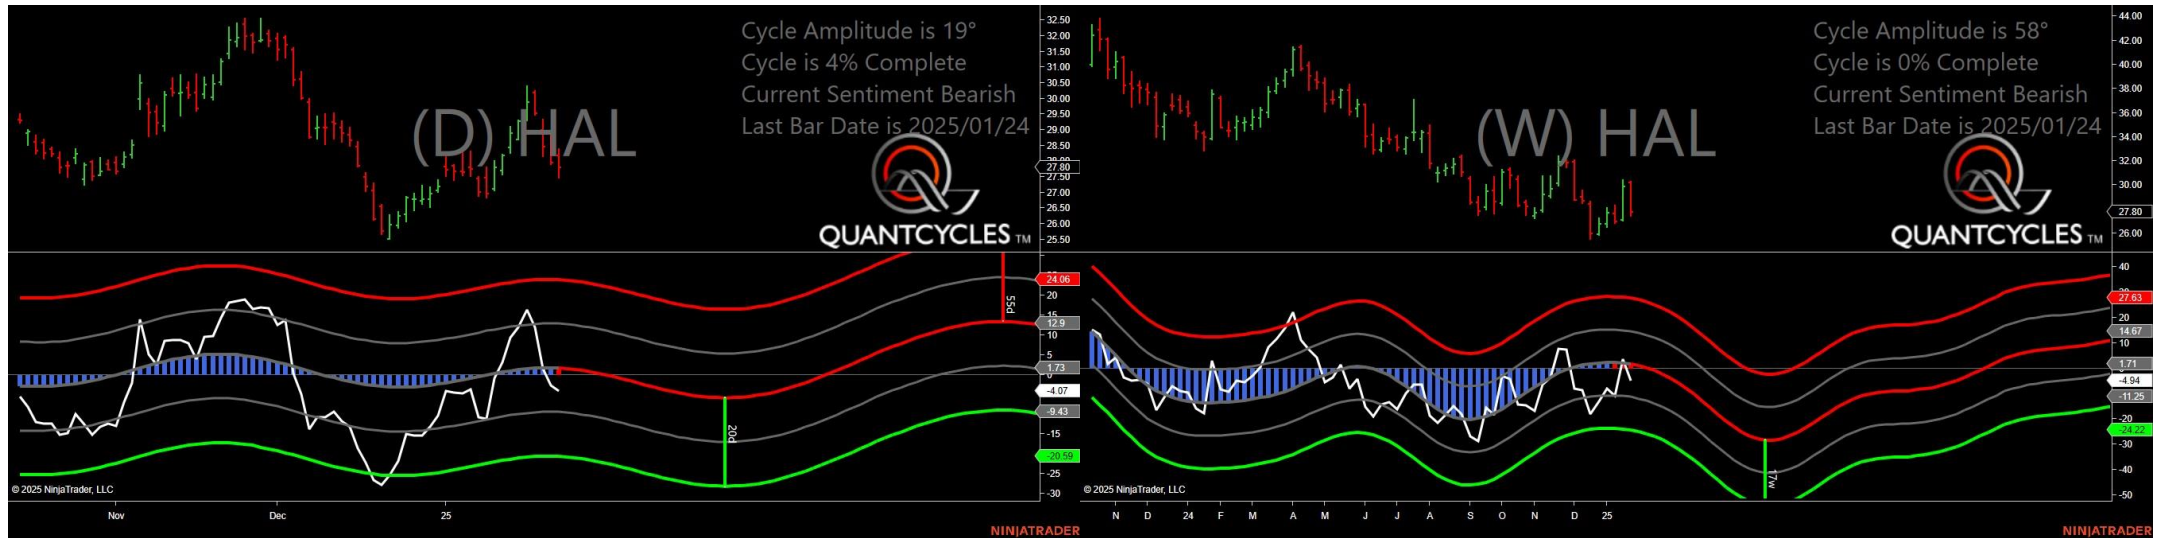 Cycle Amplitude is 19°
Cycle is 4% Complete
Current Sentiment Bearish
Last Bar Date is 2025/01/24
(D) HAL
QUANTCYCLES TM
32.50
32.00
31.50
31.00
30.50
30.00
29.50
29.00
28.50
27.80
27.50
27.00
26.50
26.00
25.50
24.06
20
15
12.9
10
5
1.73
-4.07
-9.43
-15
-20.59
-25
-30
55d
20d
© 2025 NinjaTrader, LLC
Nov
Dec
25
NINJATRADER
Cycle Amplitude is 58°
Cycle is 0% Complete
Current Sentiment Bearish
Last Bar Date is 2025/01/24
(W) HAL
QUANTCYCLES TM
44.00
42.00
40.00
38.00
36.00
34.00
32.00
30.00
27.80
26.00
40
27.63
20
14.67
10
1.71
-4.94
-11.25
-20
-24.22
-30
-40
-50
17w
© 2025 NinjaTrader, LLC
N D 24 F M A M J J A S O N D 25
NINJATRADER